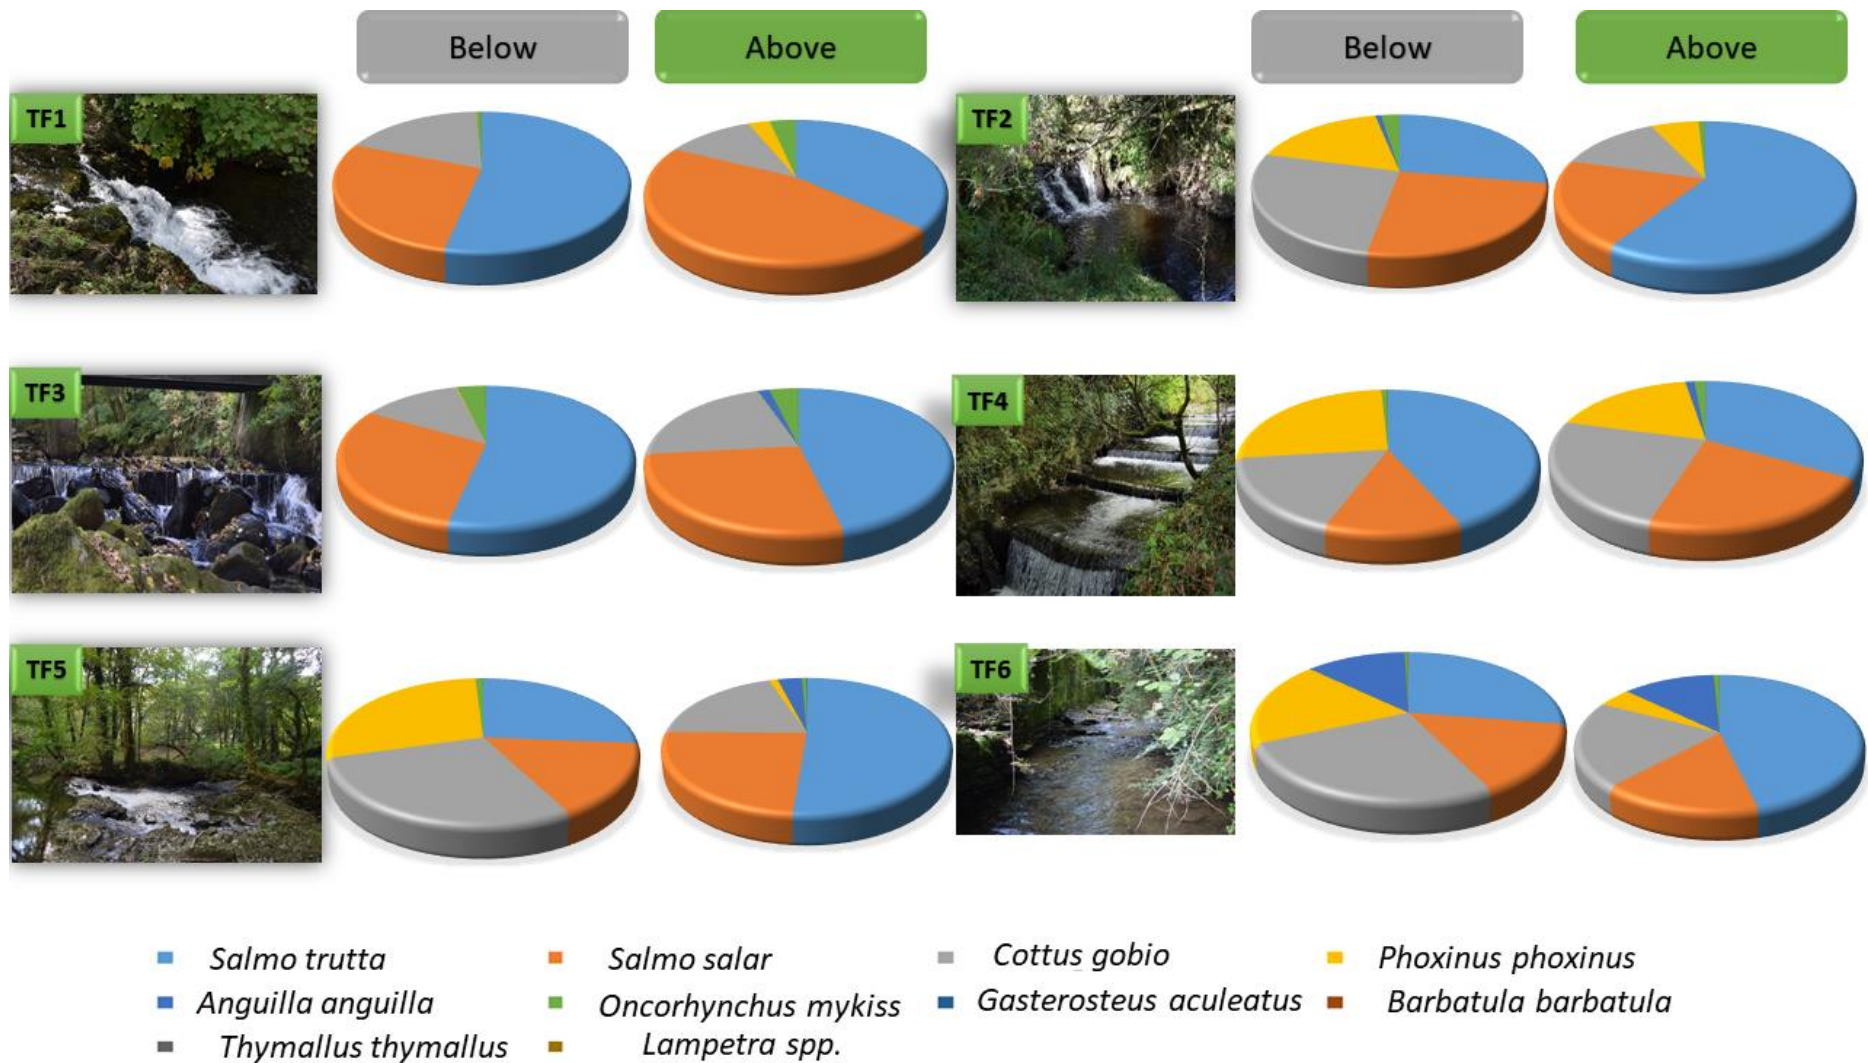 Below
Above
Below
Above
TF1
TF2
TF3
TF4
TF5
TF6
Salmo trutta
Salmo salar
Cottus gobio
Phoxinus phoxinus
Anguilla anguilla
Oncorhynchus mykiss
Gasterosteus aculeatus
Barbatula barbatula
Thymallus thymallus
Lampetra spp.